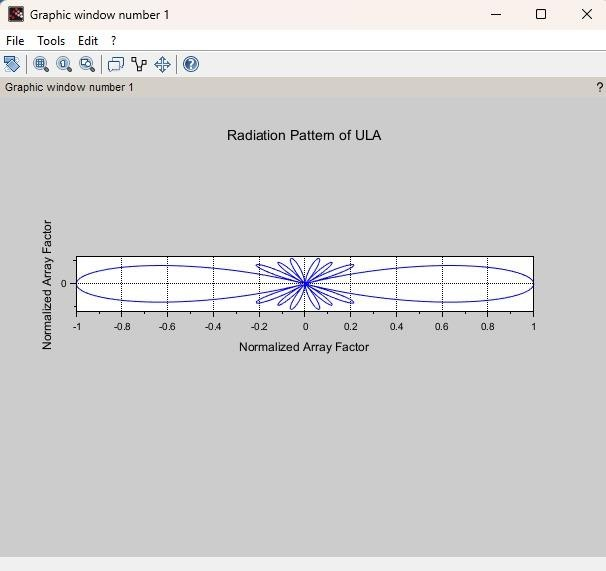 Graphic window number 1
File Tools Edit ?
Graphic window number 1 ?
Radiation Pattern of ULA
Normalized Array Factor
0
-1 -0.8 -0.6 -0.4 -0.2 0 0.2 0.4 0.6 0.8 1
Normalized Array Factor